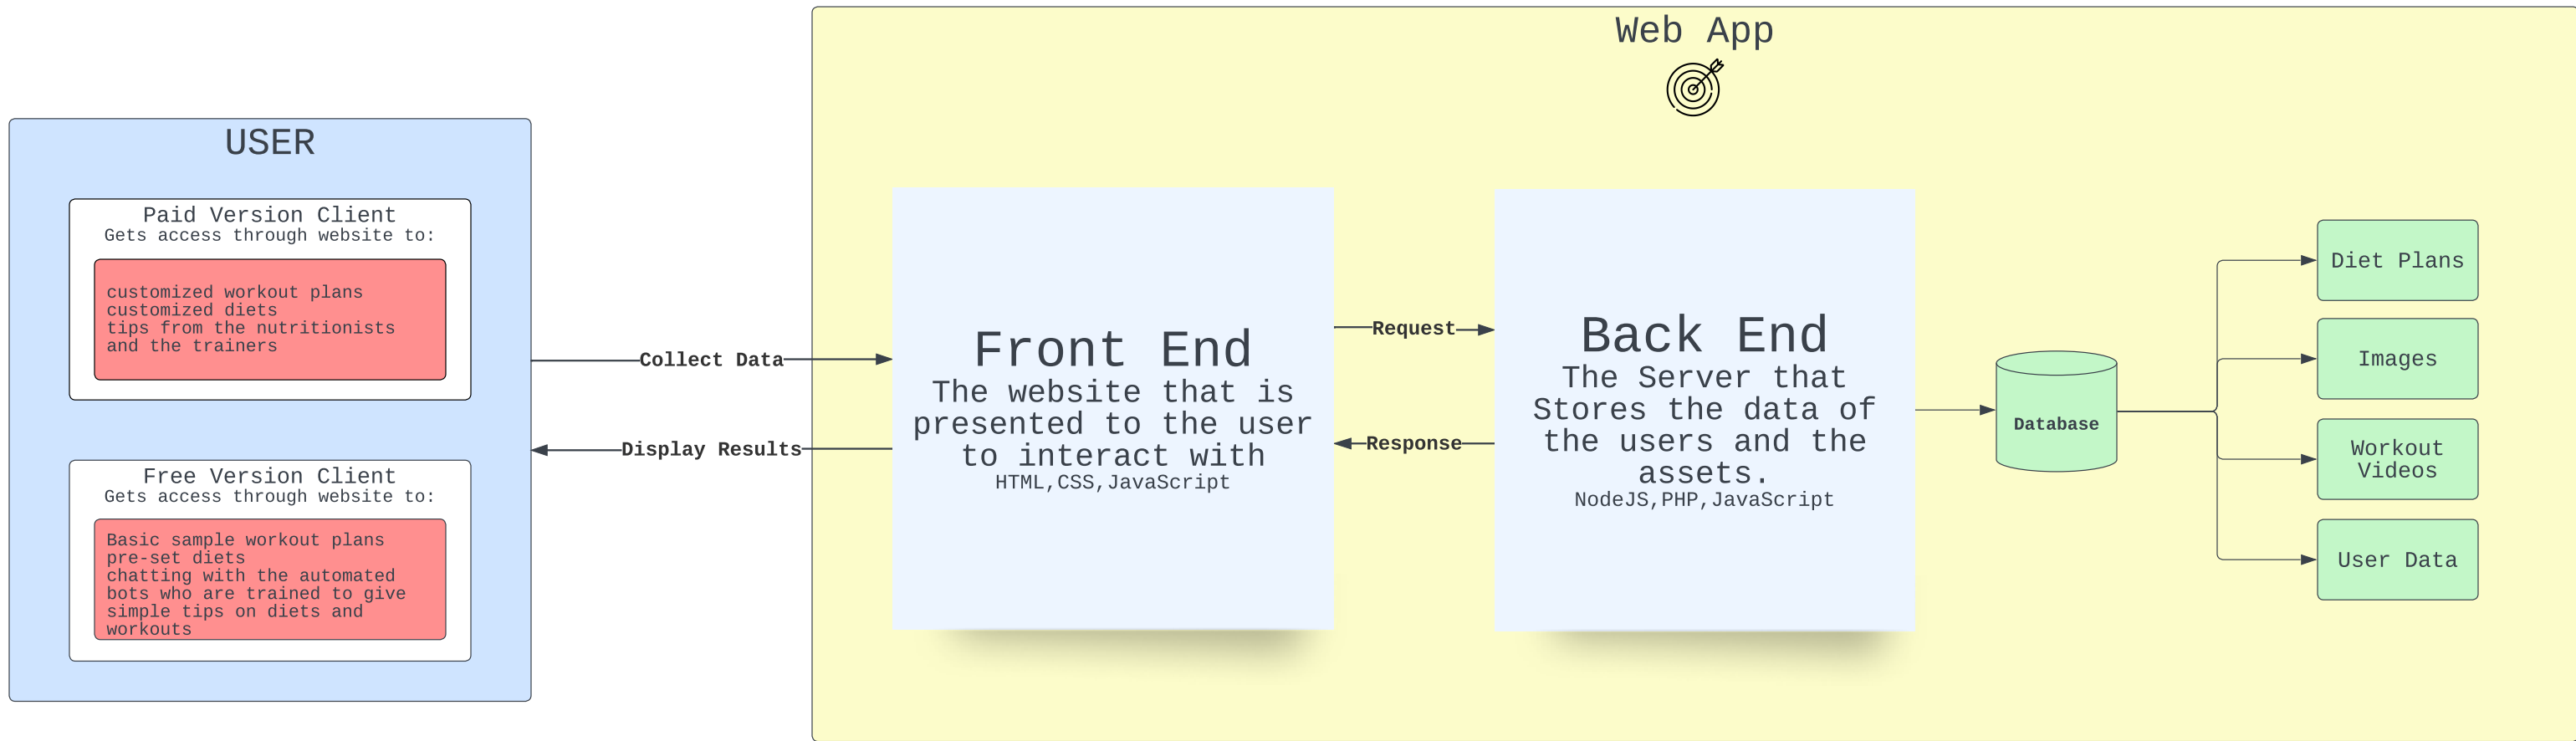 Web App
USER
Paid Version Client
Gets access through website to:
customized workout plans
customized diets
tips from the nutritionists
and the trainers
Free Version Client
Gets access through website to:
Basic sample workout plans
pre-set diets
chatting with the automated
bots who are trained to give
simple tips on diets and
workouts
Collect Data
Display Results
Front End
The website that is
presented to the user
to interact with
HTML,CSS,JavaScript
Request
Response
Back End
The Server that
Stores the data of
the users and the
assets.
NodeJS,PHP,JavaScript
Database
Diet Plans
Images
Workout
Videos
User Data